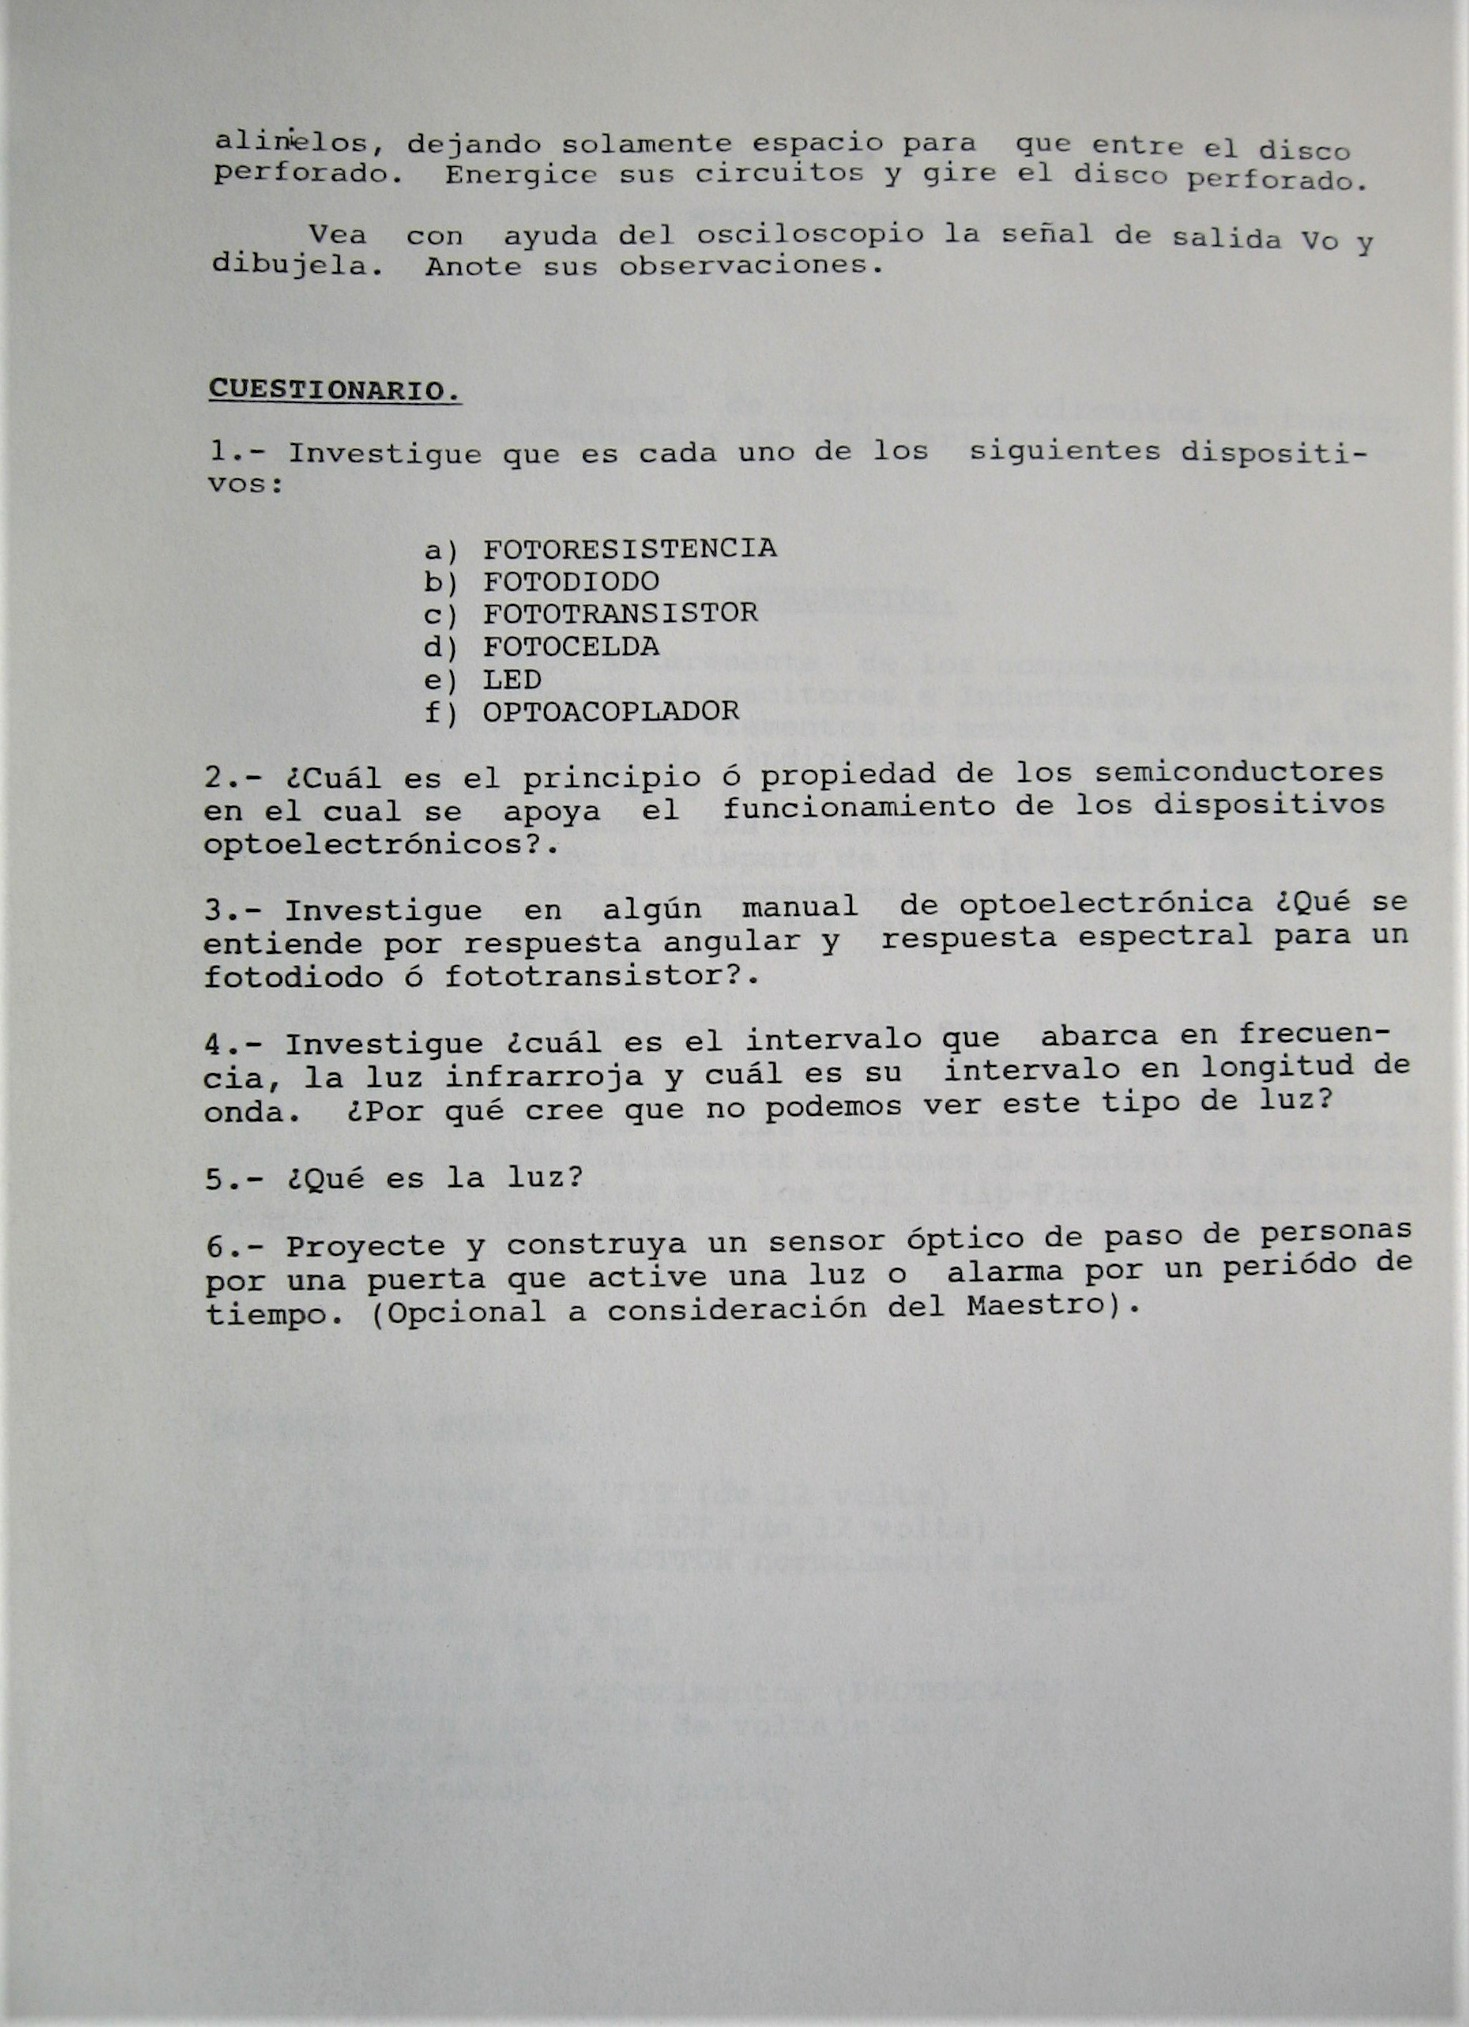 alinielos, dejando solamente espacio para que entre el disco
perforado. Energice sus circuitos y gire el disco perforado.
Vea con ayuda del osciloscopio la señal de salida Vo y
dibujela. Anote sus observaciones.
CUESTIONARIO.
1.- Investigue que es cada uno de los siguientes dispositi-
vos:
a) FOTORESISTENCIA
b) FOTODIODO
c) FOTOTRANSISTOR
d) FOTOCELDA
e) LED
f) OPTOACOPLADOR
2.- ¿Cuál es el principio ó propiedad de los semiconductores
en el cual se apoya el funcionamiento de los dispositivos
optoelectrónicos?.
3.- Investigue en algún manual de optoelectrónica ¿Qué se
entiende por respuesta angular y respuesta espectral para un
fotodiodo ó fototransistor?.
4.- Investigue ¿cuál es el intervalo que abarca en frecuen-
cia, la luz infrarroja y cuál es su intervalo en longitud de
onda. ¿Por qué cree que no podemos ver este tipo de luz?
5.- ¿Qué es la luz?
6.- Proyecte y construya un sensor óptico de paso de personas
por una puerta que active una luz o alarma por un periódo de
tiempo. (Opcional a consideración del Maestro).